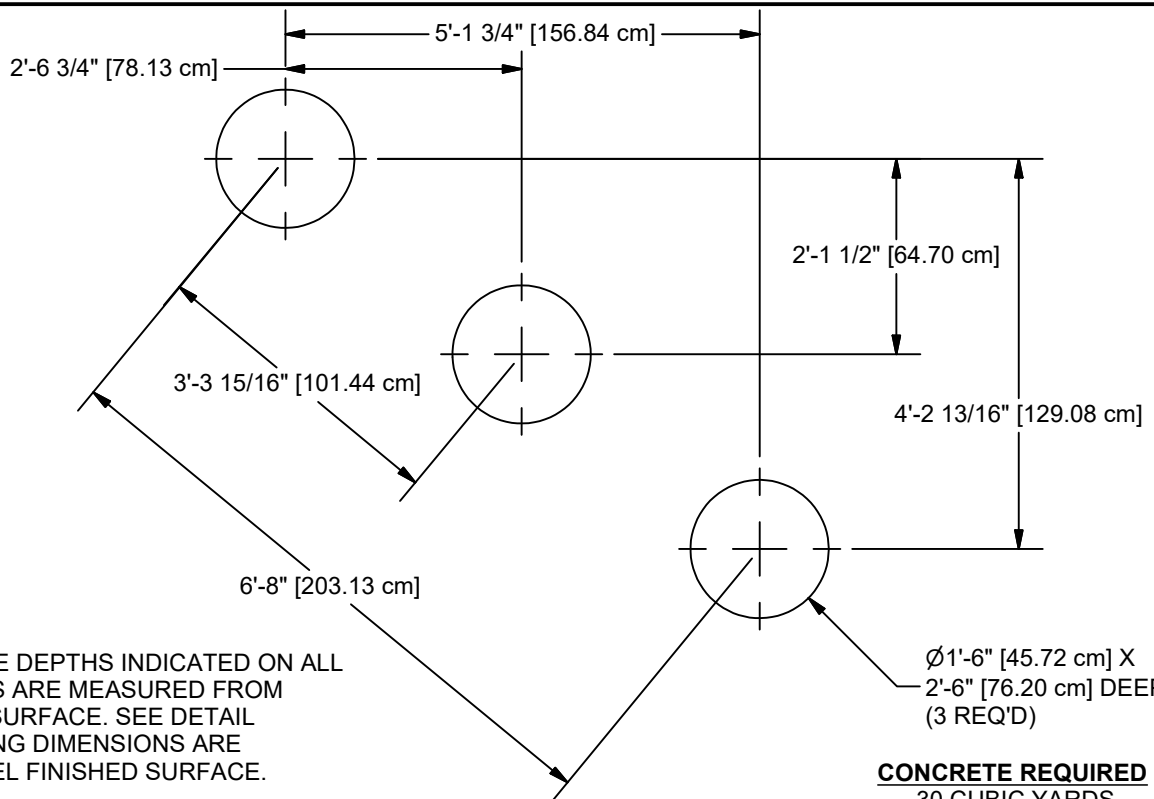 5'-1 3/4" [156.84 cm]
2'-6 3/4" [78.13 cm]
2'-1 1/2" [64.70 cm]
3'-3 15/16" [101.44 cm]
4'-2 13/16" [129.08 cm]
6'-8" [203.13 cm]
DEPTHS INDICATED ON ALL
ARE MEASURED FROM
SURFACE. SEE DETAIL
DIMENSIONS ARE
FINISHED SURFACE.
Ø1'-6" [45.72 cm] X
2'-6" [76.20 cm] DEEP
(3 REQ'D)
CONCRETE REQUIRED
30 CUBIC YARDS